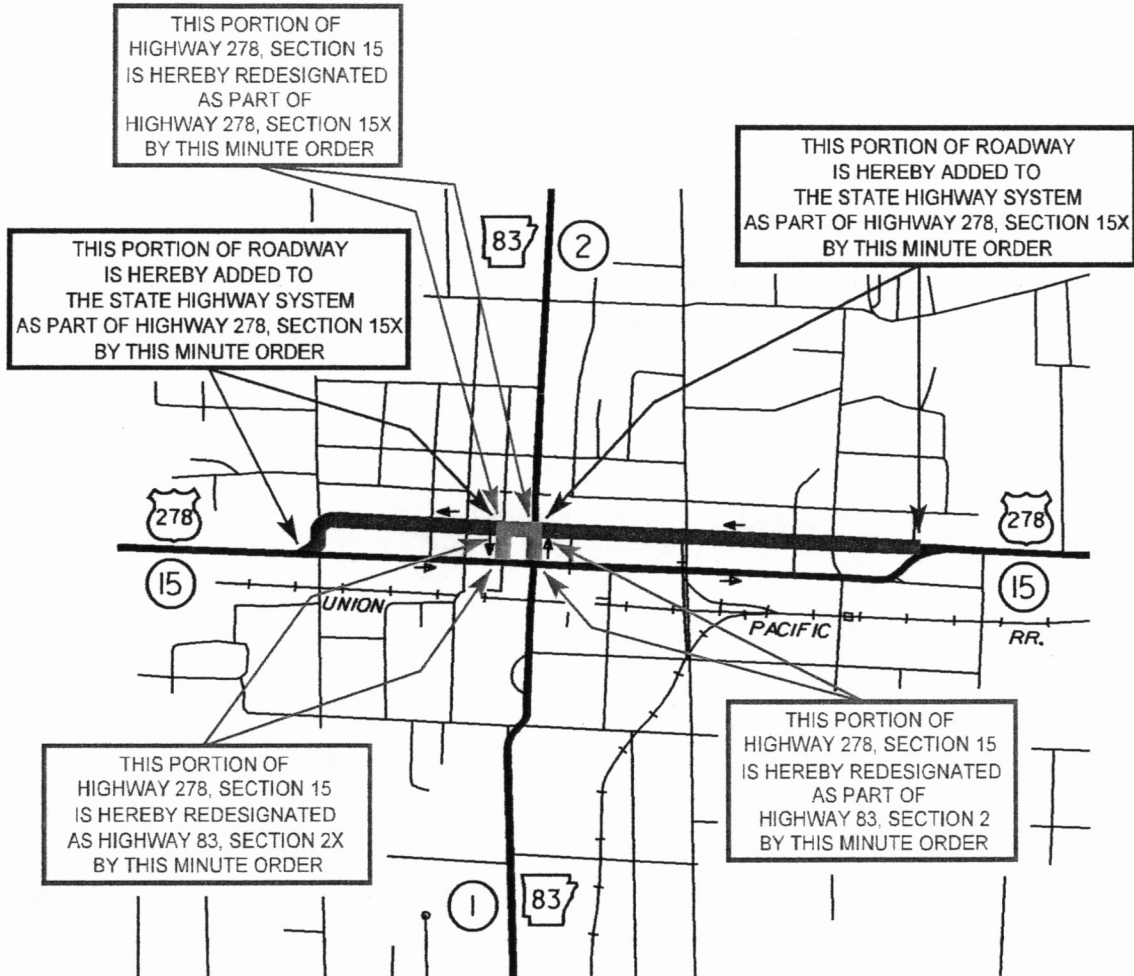 THIS PORTION OF
HIGHWAY 278, SECTION 15
IS HEREBY REDESIGNATED
AS PART OF
HIGHWAY 278, SECTION 15X
BY THIS MINUTE ORDER
THIS PORTION OF ROADWAY
IS HEREBY ADDED TO
THE STATE HIGHWAY SYSTEM
AS PART OF HIGHWAY 278, SECTION 15X
BY THIS MINUTE ORDER
THIS PORTION OF ROADWAY
IS HEREBY ADDED TO
THE STATE HIGHWAY SYSTEM
AS PART OF HIGHWAY 278, SECTION 15X
BY THIS MINUTE ORDER
83
2
278
278
15
15
UNION
PACIFIC
RR.
THIS PORTION OF
HIGHWAY 278, SECTION 15
IS HEREBY REDESIGNATED
AS HIGHWAY 83, SECTION 2X
BY THIS MINUTE ORDER
THIS PORTION OF
HIGHWAY 278, SECTION 15
IS HEREBY REDESIGNATED
AS PART OF
HIGHWAY 83, SECTION 2
BY THIS MINUTE ORDER
1
83